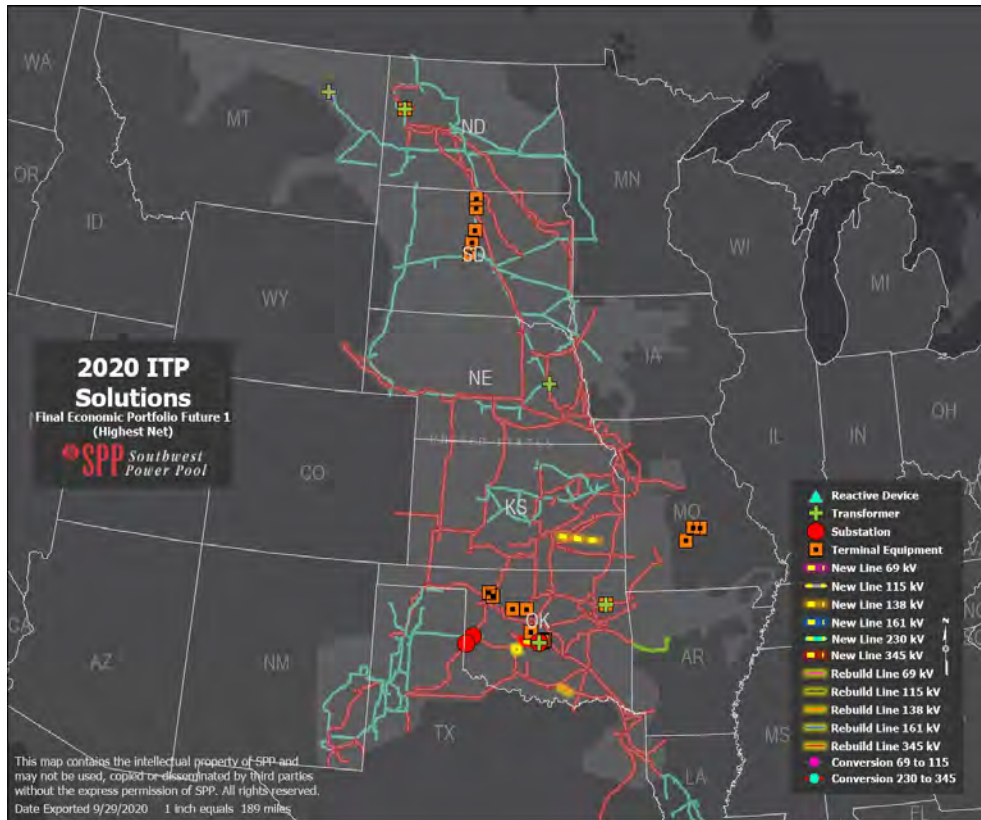 WA
MT
ND
OR
MN
ID
SD
WI
MI
WY
IA
NE
2020 ITP
Solutions
Final Economic Portfolio Future 1
(Highest Net)
SPP Southwest
Power Pool
UNITED STATES
IL
IN
OH
CO
KS
MO
Reactive Device
Transformer
Substation
Terminal Equipment
New Line 69 kV
New Line 115 kV
New Line 138 kV
New Line 161 kV
New Line 230 kV
New Line 345 kV
Rebuild Line 69 kV
Rebuild Line 115 kV
Rebuild Line 138 kV
Rebuild Line 161 kV
Rebuild Line 345 kV
Conversion 69 to 115
Conversion 230 to 345
N
CA
OK
AZ
NM
AR
TX
MS
LA
This map contains the intellectual property of SPP and
may not be used, copied or disseminated by third parties
without the express permission of SPP. All rights reserved.
Date Exported 9/29/2020 1 inch equals 189 miles